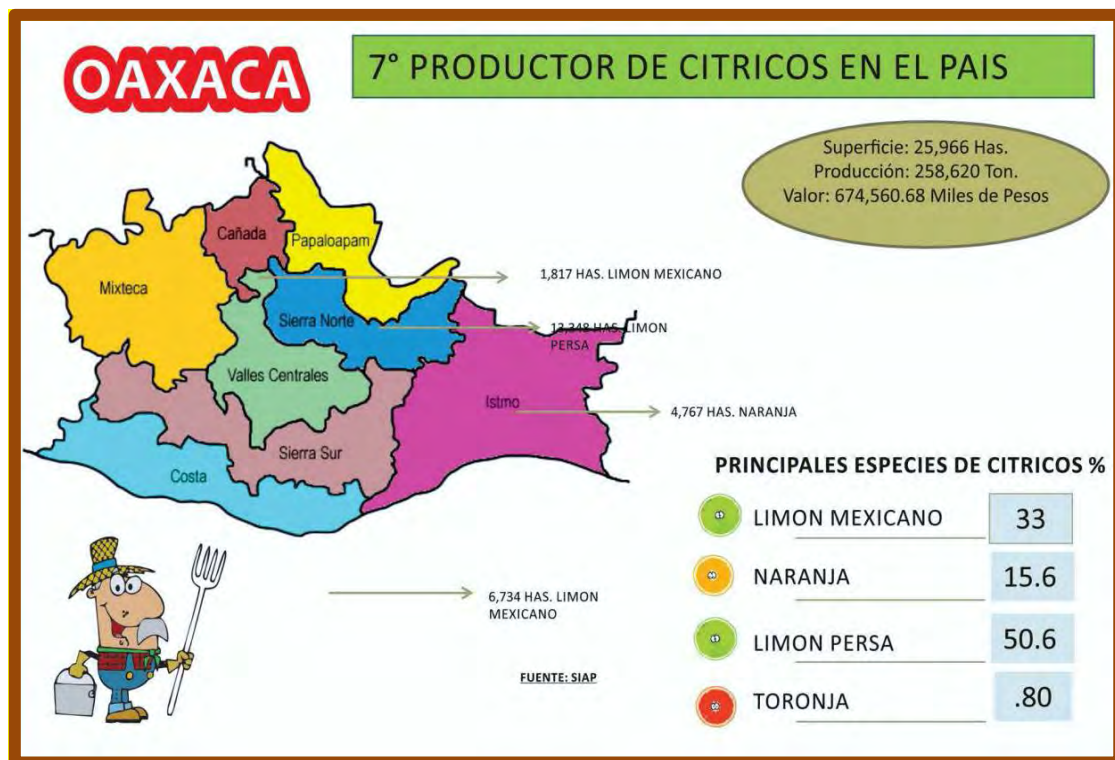 OAXACA
7° PRODUCTOR DE CITRICOS EN EL PAIS
Superficie: 25,966 Has.
Producción: 258,620 Ton.
Valor: 674,560.68 Miles de Pesos
Cañada
Papaloapam
Mixteca
Sierra Norte
Valles Centrales
Istmo
Sierra Sur
Costa
1,817 HAS. LIMON MEXICANO
13,348 HAS. LIMON
PERSA
4,767 HAS. NARANJA
6,734 HAS. LIMON
MEXICANO
FUENTE: SIAP
PRINCIPALES ESPECIES DE CITRICOS %
LIMON MEXICANO 33
NARANJA 15.6
LIMON PERSA 50.6
TORONJA .80